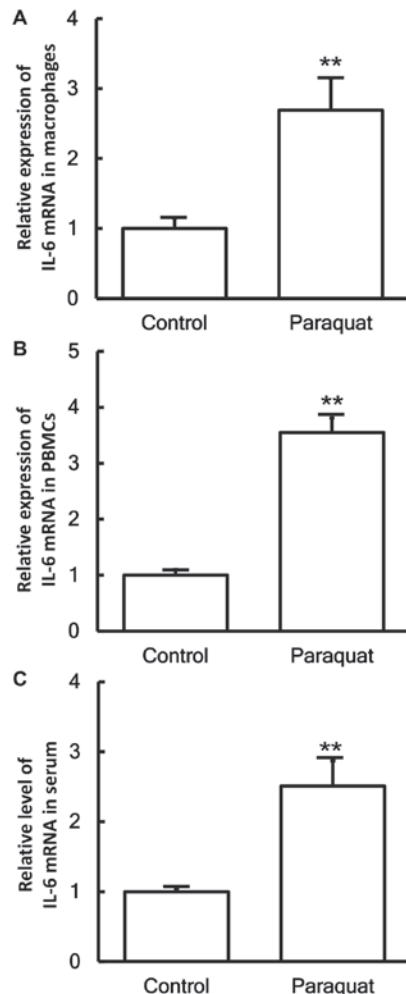 A
Relative expression of
IL-6 mRNA in macrophages
4
3
2
1
0
**
Control
Paraquat
B
Relative expression of
IL-6 mRNA in PBMCs
5
4
3
2
1
0
**
Control
Paraquat
C
Relative level of
IL-6 mRNA in serum
4
3
2
1
0
**
Control
Paraquat